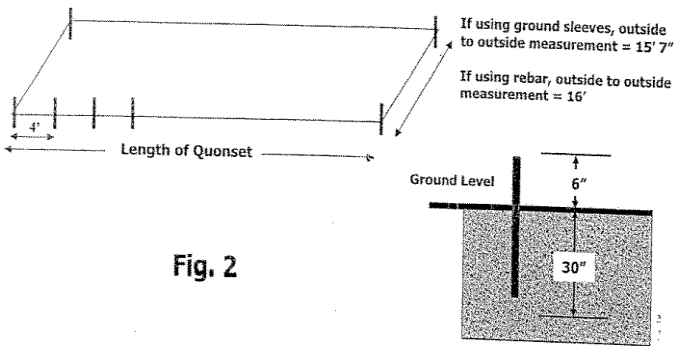 If using ground sleeves, outside
to outside measurement = 15' 7"
If using rebar, outside to outside
measurement = 16'
4'
Length of Quonset
Ground Level
6"
30"
Fig. 2